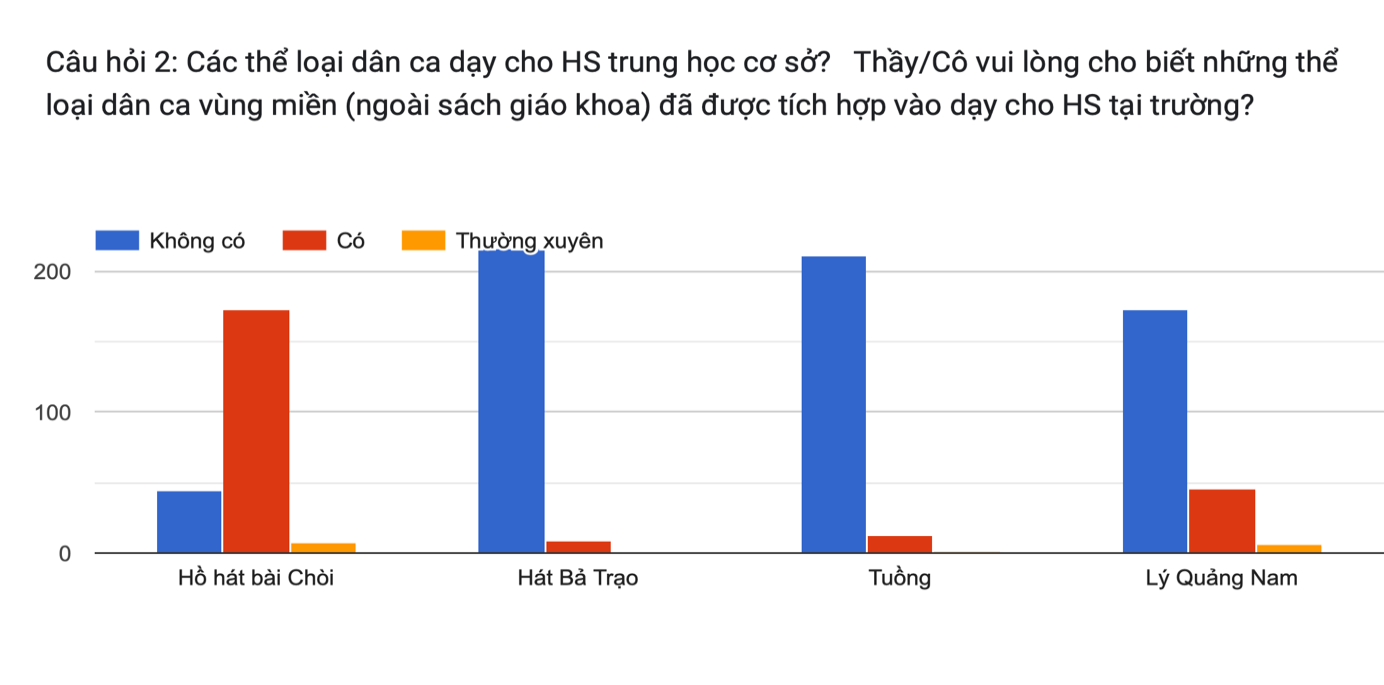 Câu hỏi 2: Các thể loại dân ca dạy cho HS trung học cơ sở?   Thầy/Cô vui lòng cho biết những thể
loại dân ca vùng miền (ngoài sách giáo khoa) đã được tích hợp vào dạy cho HS tại trường?
Không có
Có
Thường xuyên
200
100
0
Hồ hát bài Chòi
Hát Bả Trạo
Tuồng
Lý Quảng Nam